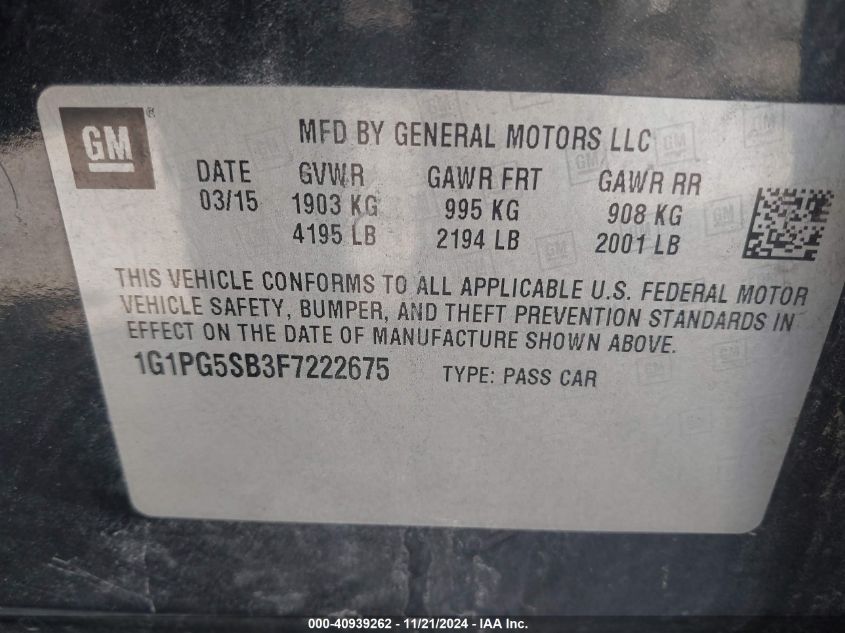 GM®
MFD BY GENERAL MOTORS LLC
DATE GVWR GAWR FRT GAWR RR
03/15 1903 KG 995 KG 908 KG
4195 LB 2194 LB 2001 LB
THIS VEHICLE CONFORMS TO ALL APPLICABLE U.S. FEDERAL MOTOR
VEHICLE SAFETY, BUMPER, AND THEFT PREVENTION STANDARDS IN
EFFECT ON THE DATE OF MANUFACTURE SHOWN ABOVE.
1G1PG5SB3F7222675 TYPE: PASS CAR
000-40939262 - 11/21/2024 - IAA Inc.